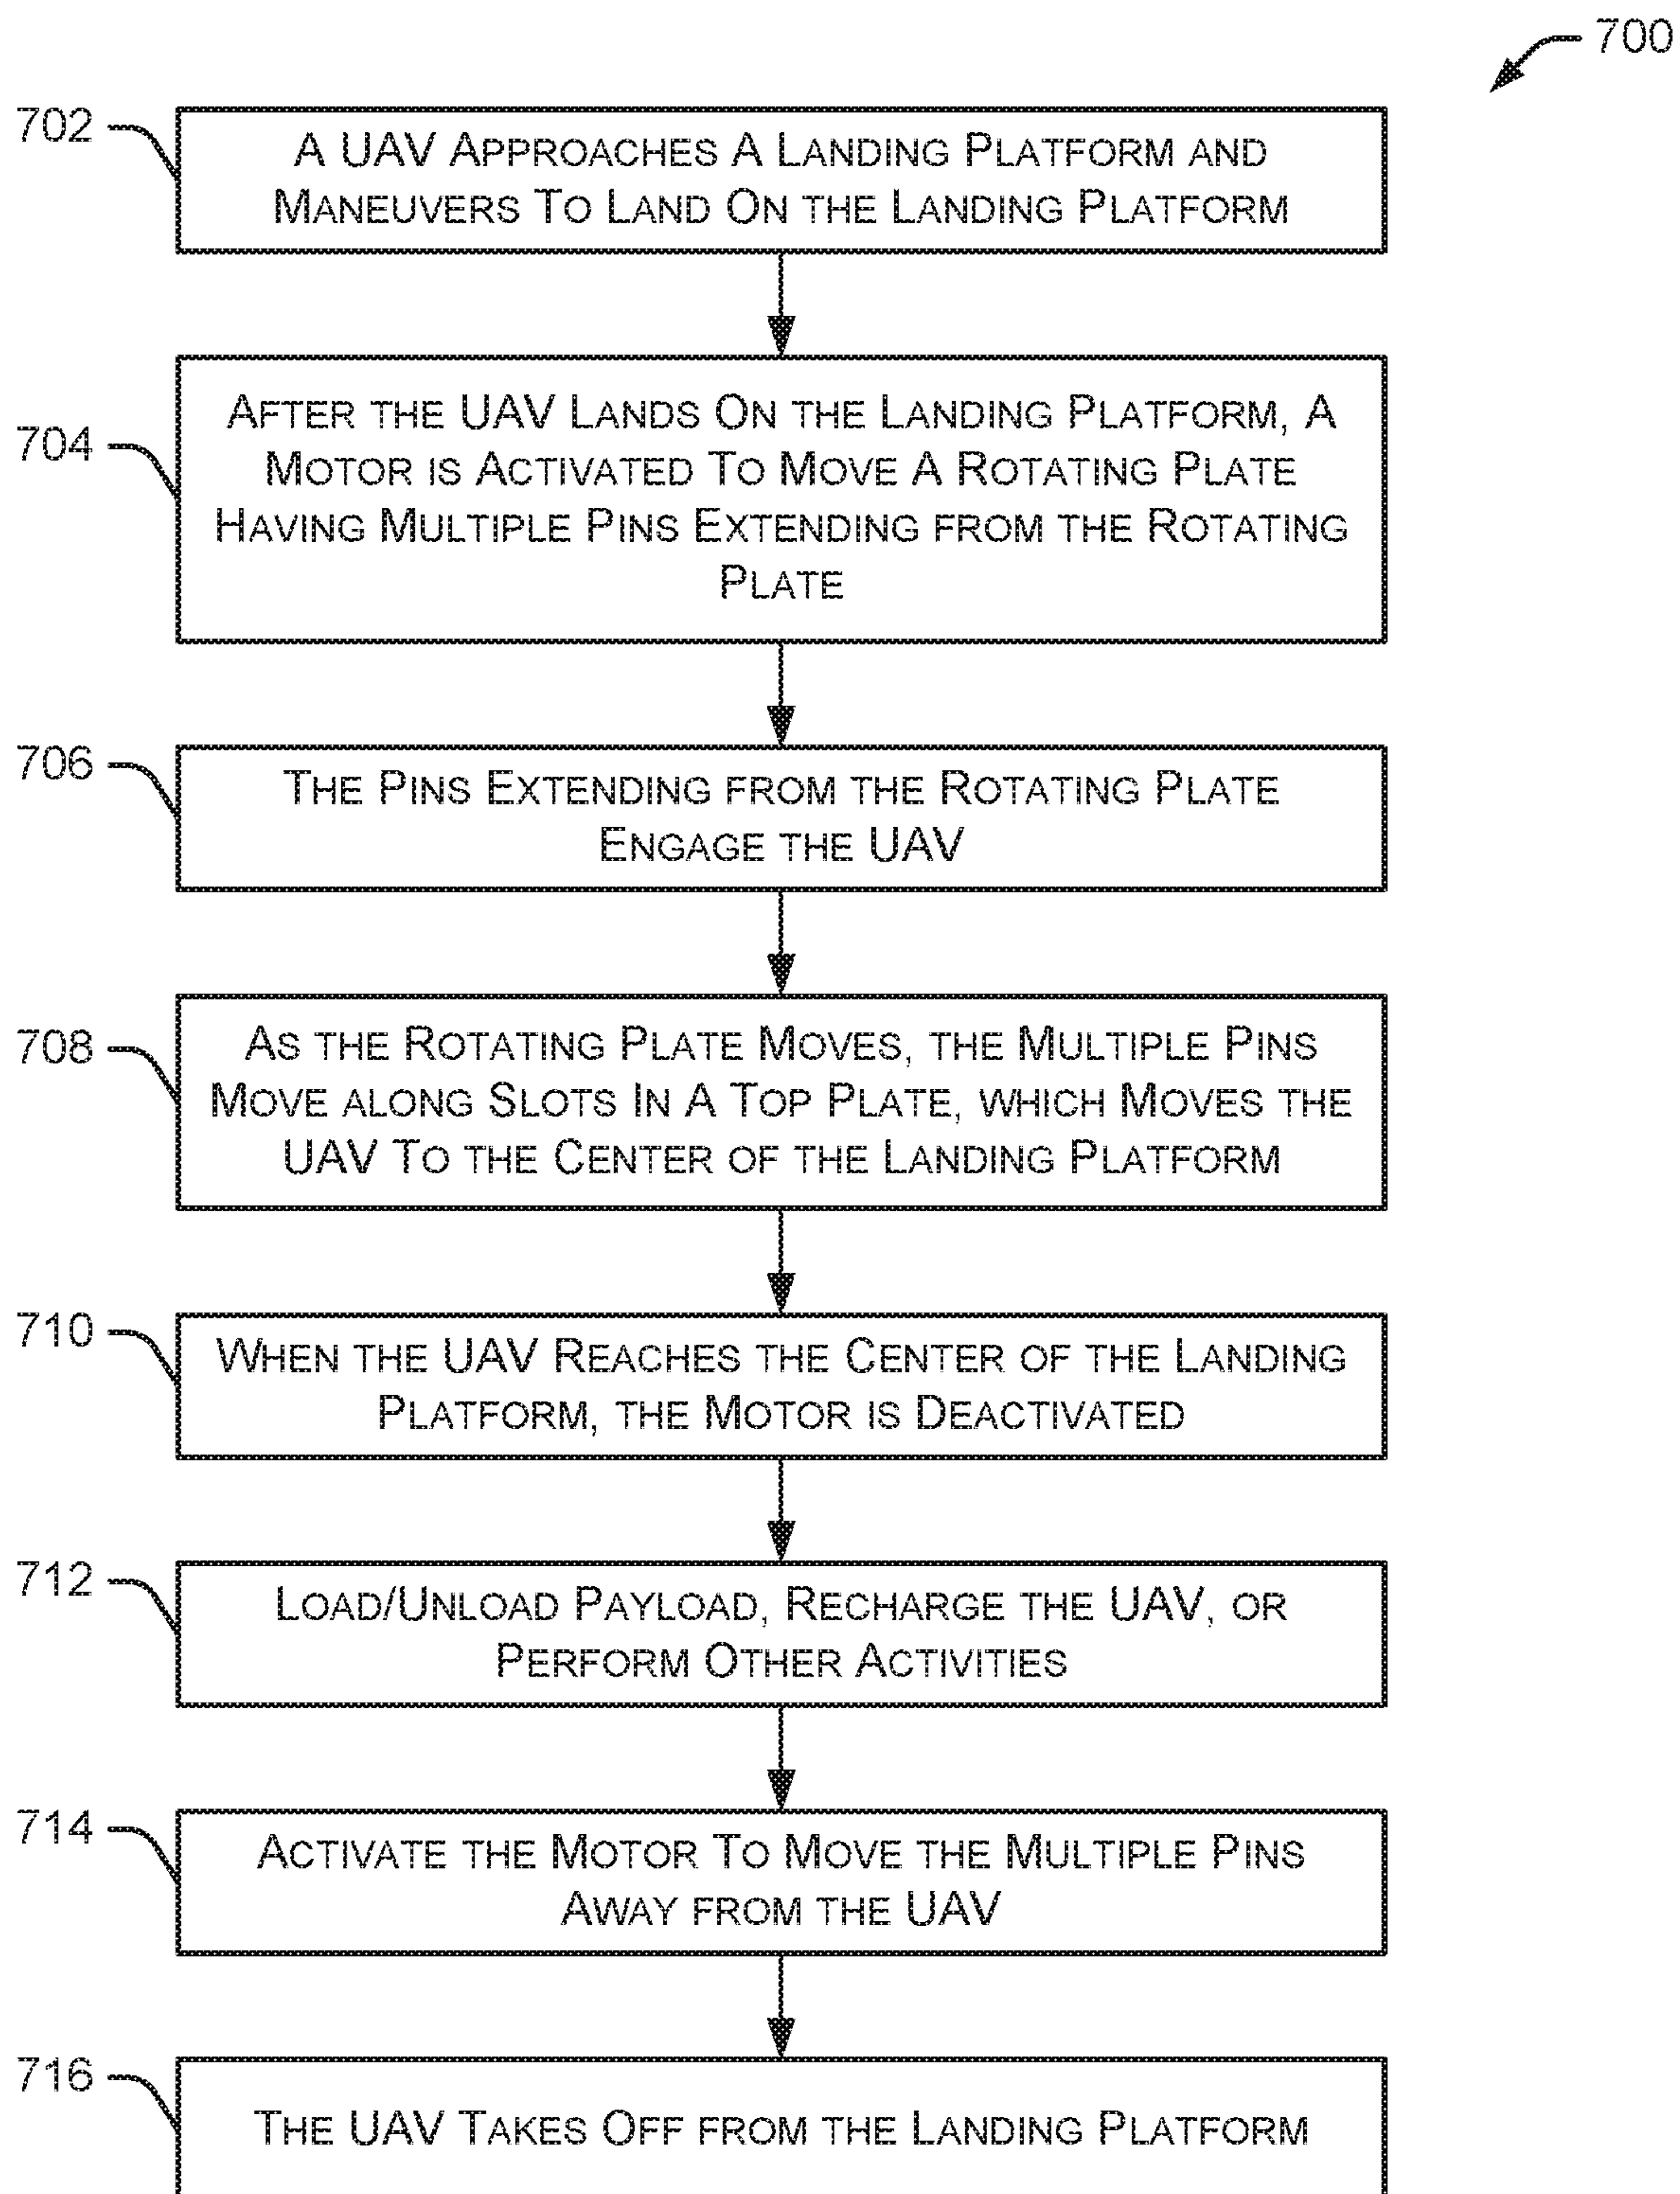 700
702
A UAV APPROACHES A LANDING PLATFORM AND
MANEUVERS TO LAND ON THE LANDING PLATFORM
704
AFTER THE UAV LANDS ON THE LANDING PLATFORM, A
MOTOR IS ACTIVATED TO MOVE A ROTATING PLATE
HAVING MULTIPLE PINS EXTENDING FROM THE ROTATING
PLATE
706
THE PINS EXTENDING FROM THE ROTATING PLATE
ENGAGE THE UAV
708
AS THE ROTATING PLATE MOVES, THE MULTIPLE PINS
MOVE ALONG SLOTS IN A TOP PLATE, WHICH MOVES THE
UAV TO THE CENTER OF THE LANDING PLATFORM
710
WHEN THE UAV REACHES THE CENTER OF THE LANDING
PLATFORM, THE MOTOR IS DEACTIVATED
712
LOAD/UNLOAD PAYLOAD, RECHARGE THE UAV, OR
PERFORM OTHER ACTIVITIES
714
ACTIVATE THE MOTOR TO MOVE THE MULTIPLE PINS
AWAY FROM THE UAV
716
THE UAV TAKES OFF FROM THE LANDING PLATFORM